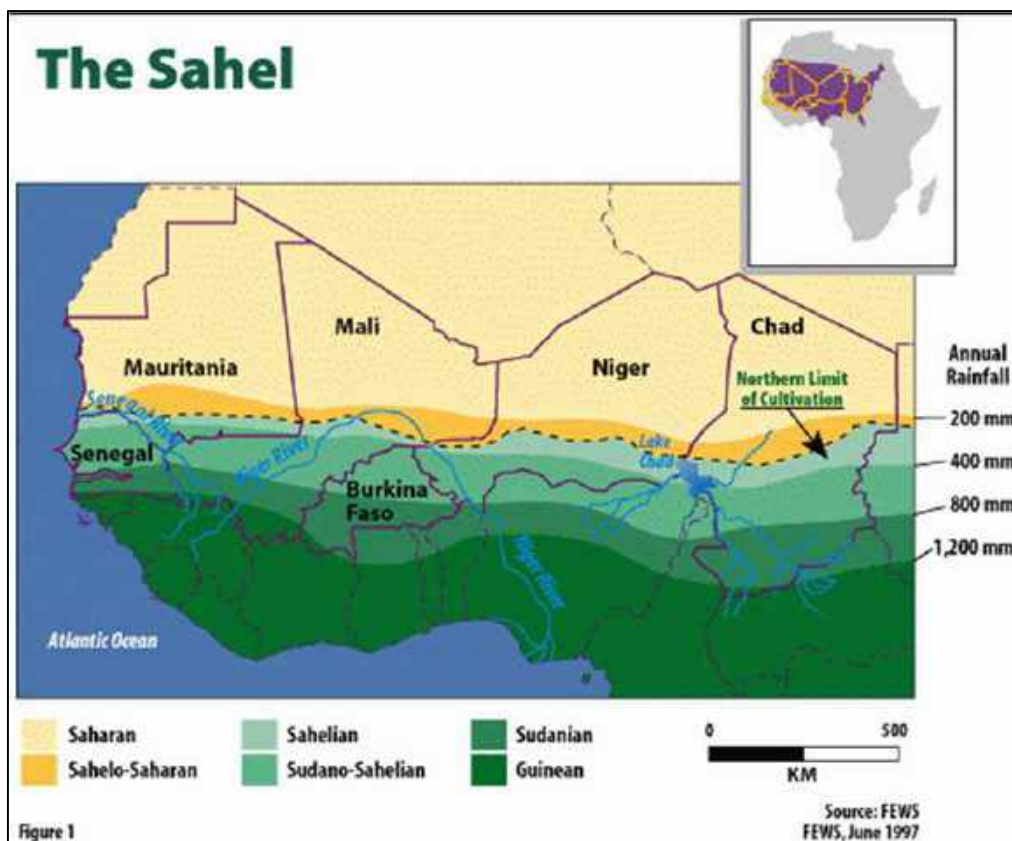 The Sahel
Mali
Chad
Mauritania
Niger
Annual
Rainfall
Northern Limit
of Cultivation
200 mm
Senegal River
Senegal
Niger River
Lake
Chad
400 mm
Burkina
Faso
800 mm
Niger River
1,200 mm
Atlantic Ocean
Saharan
Sahelian
Sudanian
0
500
Sahelo-Saharan
Sudano-Sahelian
Guinean
KM
Source: FEWS
Figure 1
FEWS, June 1997